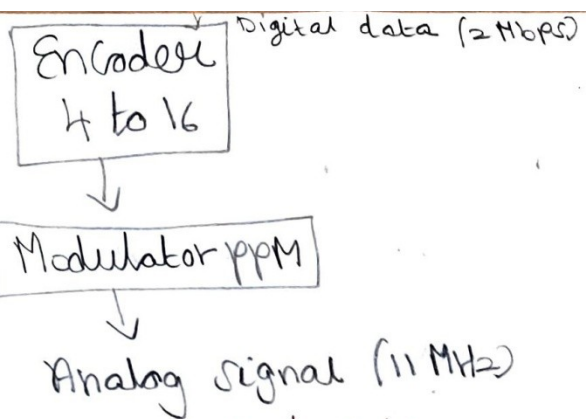 Digital data (2 Mbps)
Encoder
4 to 16
Modulator PPM
Analog signal (11 MHz)